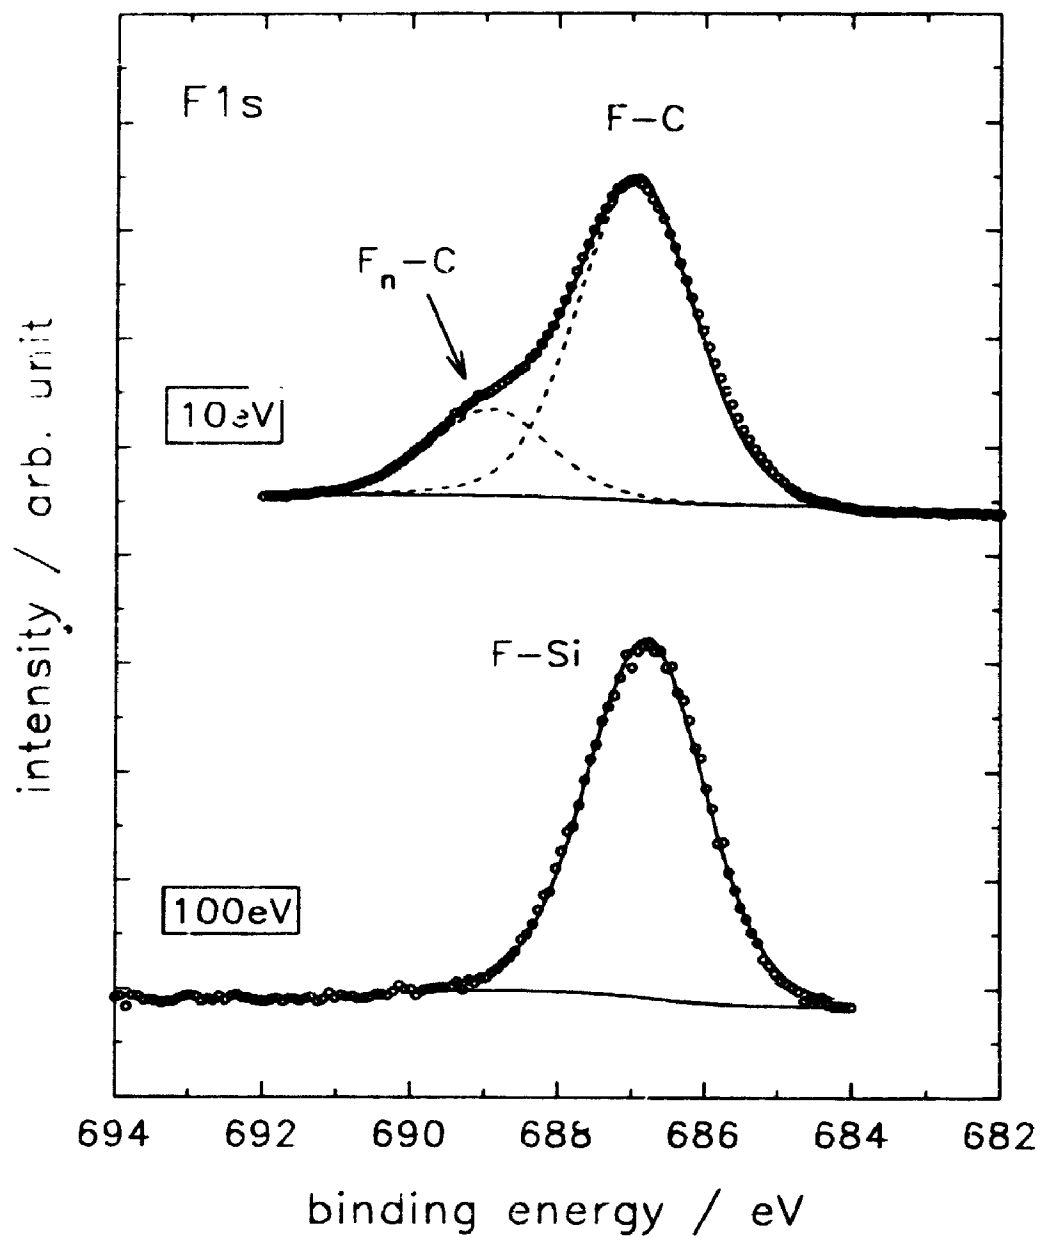 F1s
F–C
Fn–C
10eV
F–Si
100eV
intensity / arb. unit
694 692 690 688 686 684 682
binding energy / eV